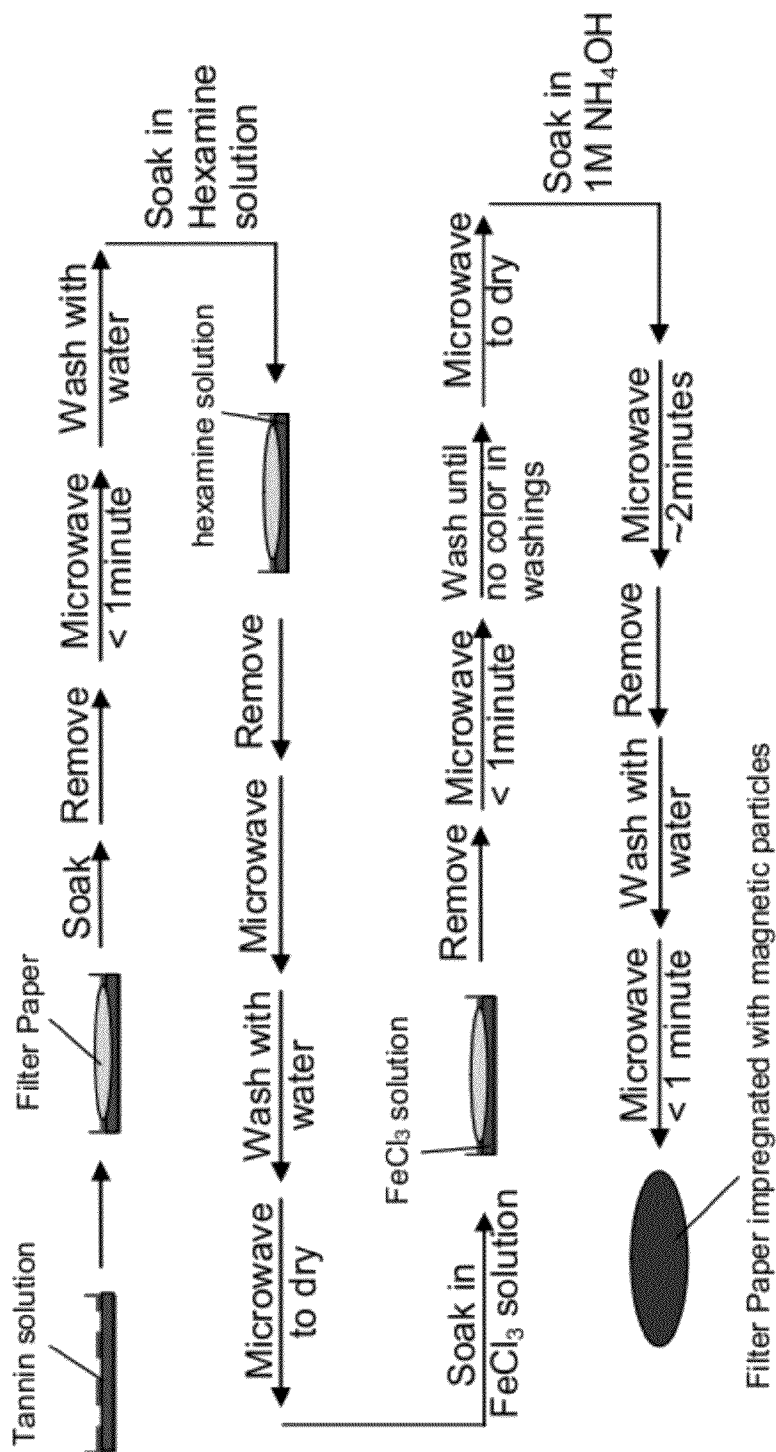 Tannin solution
Filter Paper
Soak
Remove
Microwave
< 1minute
Wash with
water
Soak in
Hexamine
solution
hexamine solution
Remove
Microwave
Wash with
water
Microwave
to dry
Soak in
FeCl₃ solution
FeCl₃ solution
Remove
Microwave
< 1minute
Wash until
no color in
washings
Microwave
to dry
Soak in
1M NH₄OH
Microwave
~2minutes
Remove
Wash with
water
Microwave
< 1 minute
Filter Paper impregnated with magnetic particles